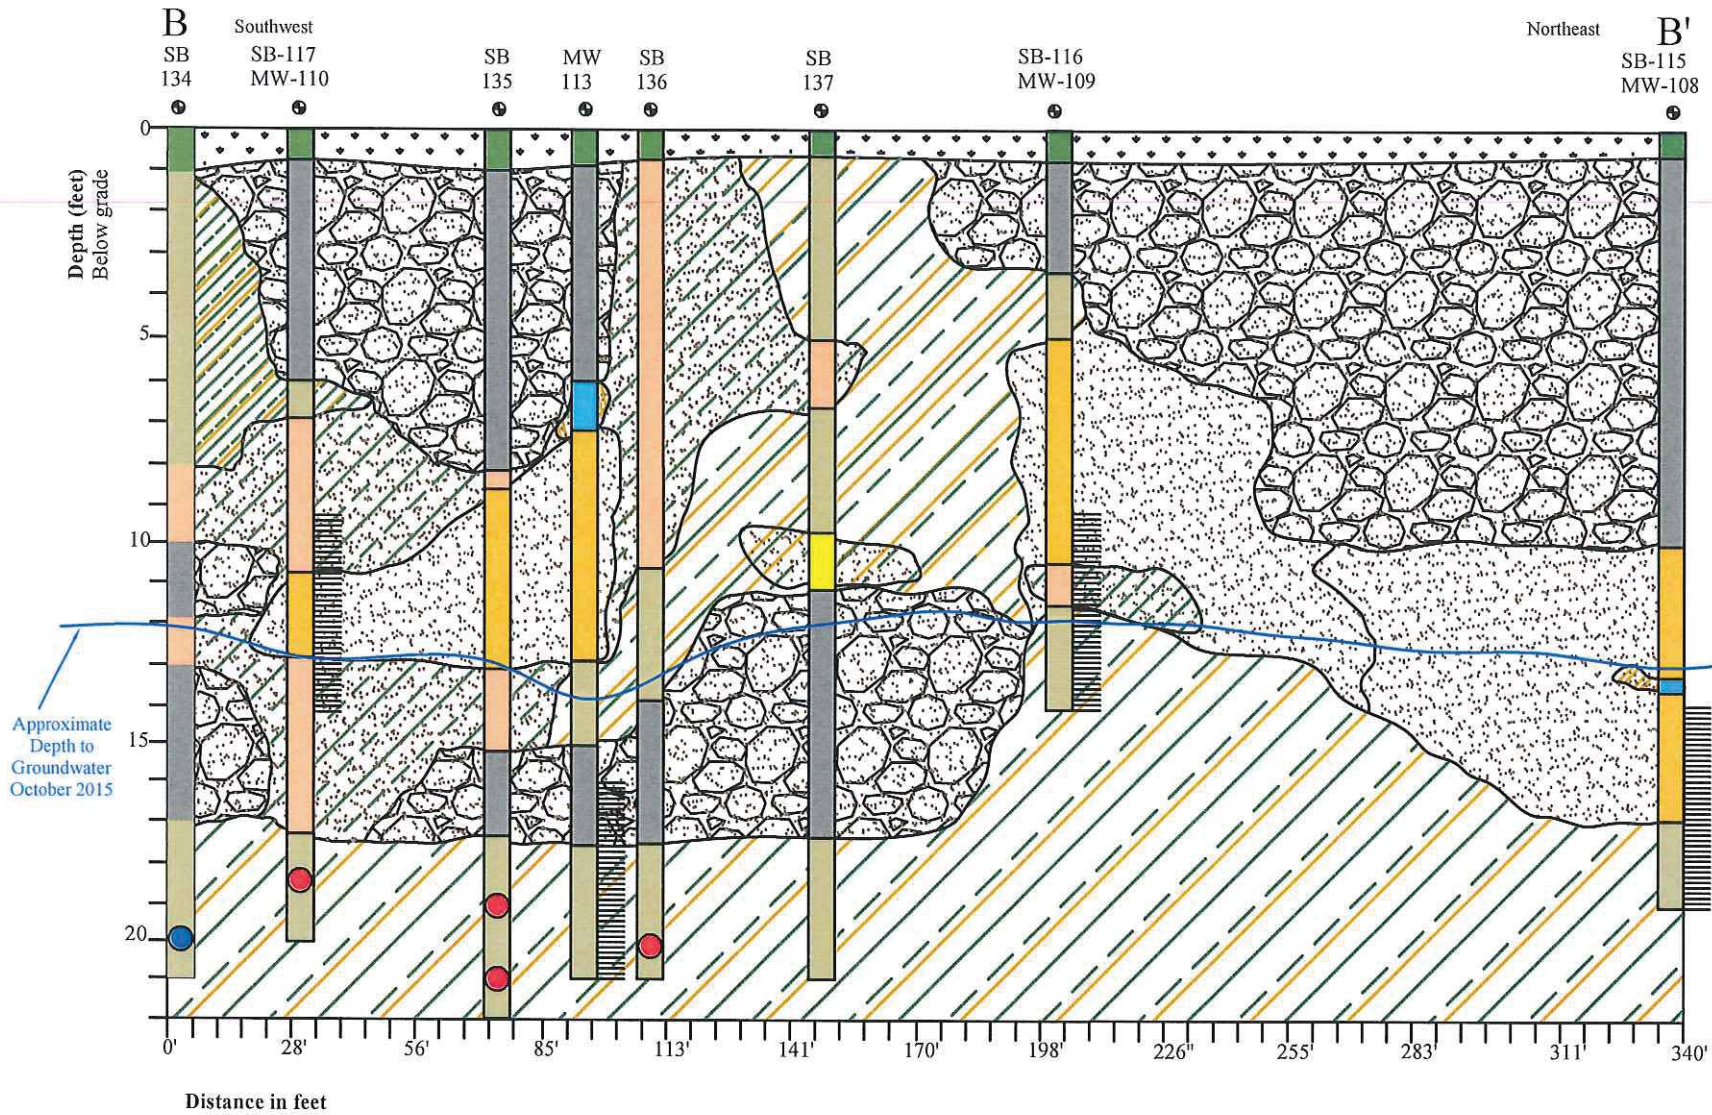 B
Southwest
Northeast
B'
SB
134
SB-117
MW-110
SB
135
MW
113
SB
136
SB
137
SB-116
MW-109
SB-115
MW-108
Depth (feet)
Below grade
0
5
10
15
20
Approximate
Depth to
Groundwater
October 2015
0' 28' 56' 85' 113' 141' 170' 198' 226" 255' 283' 311' 340'
Distance in feet